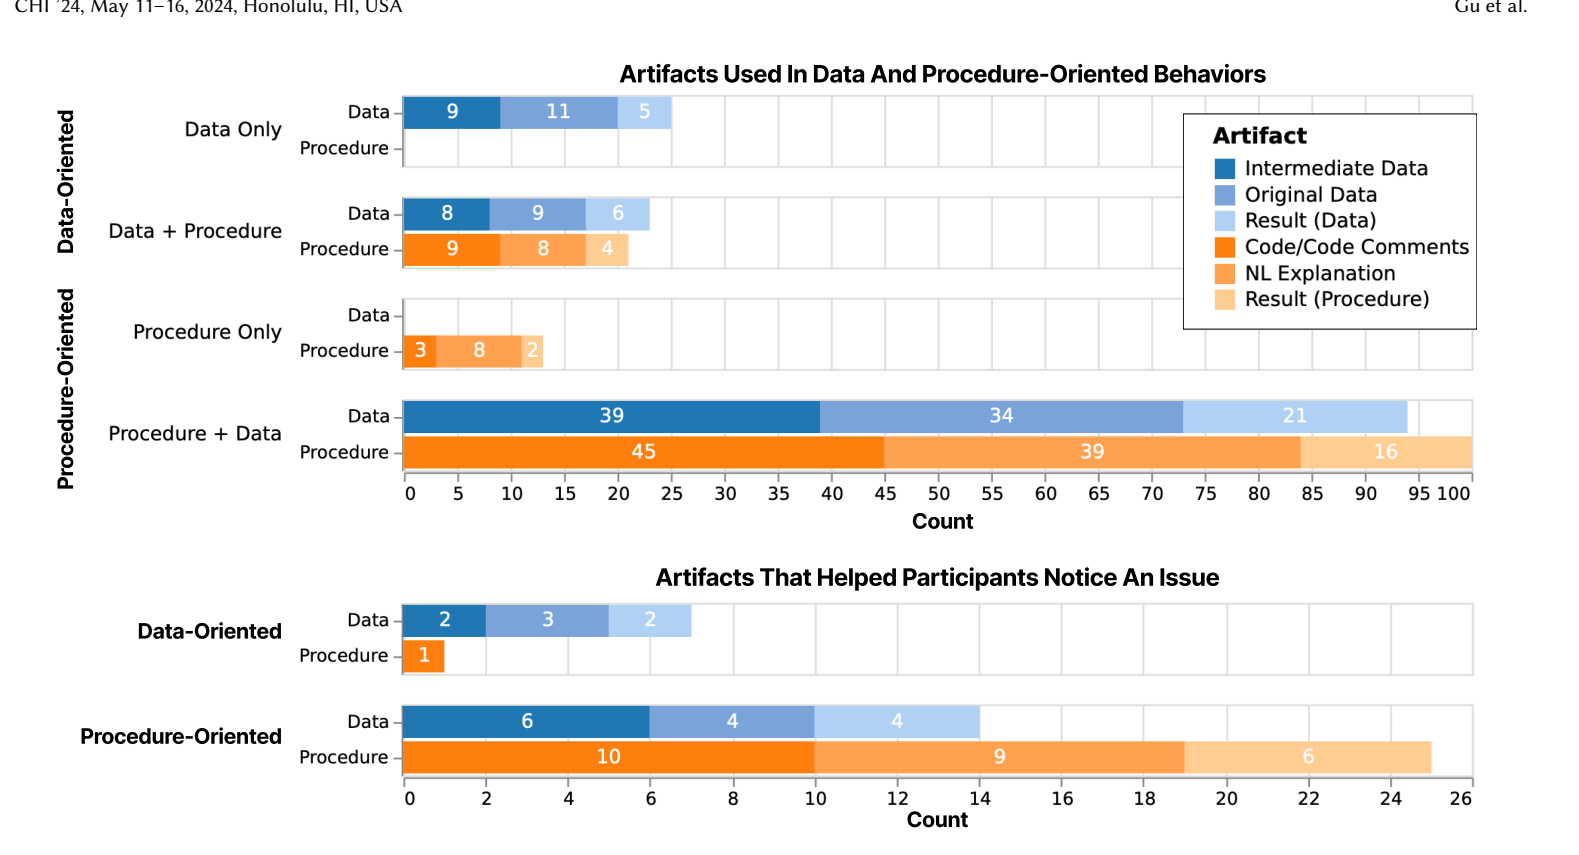 CHI ’24, May 11–16, 2024, Honolulu, HI, USA
Gu et al.
Artifacts Used In Data And Procedure-Oriented Behaviors
Data-Oriented
Data Only
Data
9 11 5
Procedure
Data + Procedure
Data
8 9 6
Procedure
9 8 4
Procedure-Oriented
Procedure Only
Data
Procedure
3 8 2
Procedure + Data
Data
39 34 21
Procedure
45 39 16
0 5 10 15 20 25 30 35 40 45 50 55 60 65 70 75 80 85 90 95 100
Count
Artifact
Intermediate Data
Original Data
Result (Data)
Code/Code Comments
NL Explanation
Result (Procedure)
Artifacts That Helped Participants Notice An Issue
Data-Oriented
Data
2 3 2
Procedure
1
Procedure-Oriented
Data
6 4 4
Procedure
10 9 6
0 2 4 6 8 10 12 14 16 18 20 22 24 26
Count